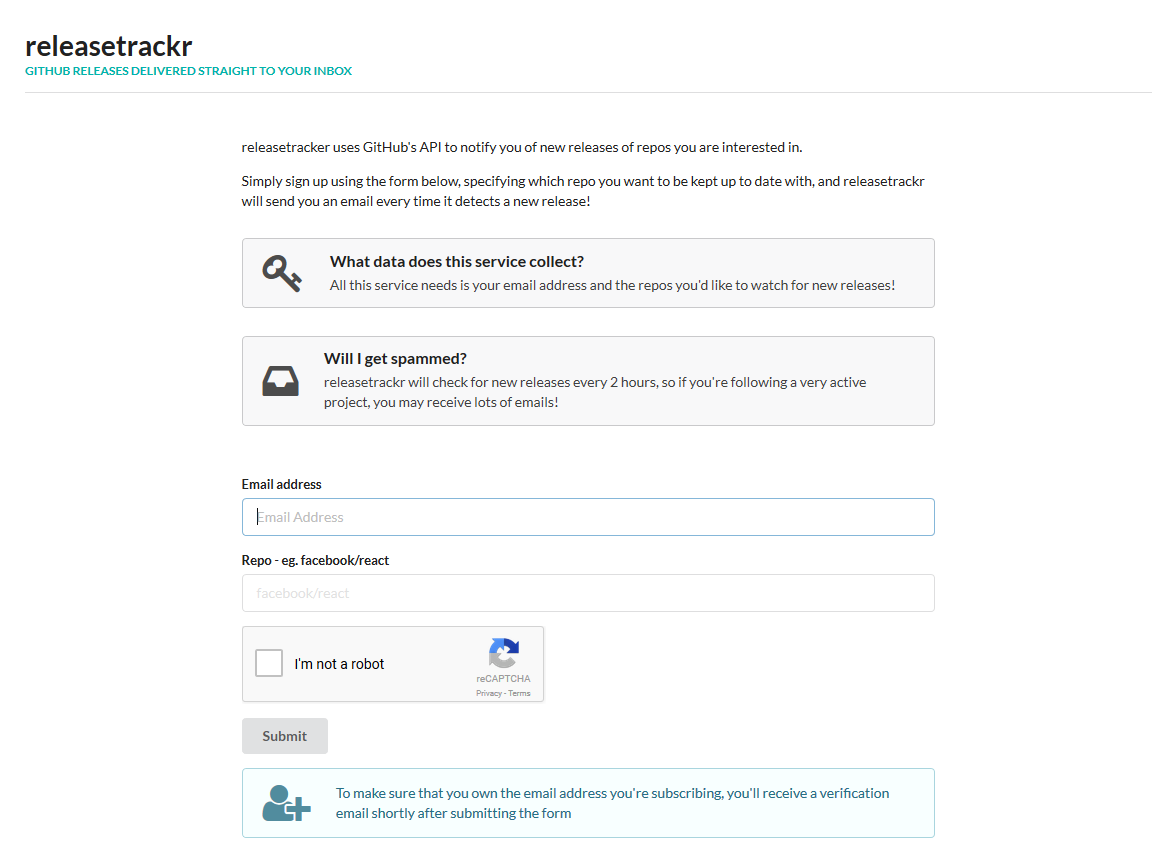 releasetrackr
GITHUB RELEASES DELIVERED STRAIGHT TO YOUR INBOX
releasetracker uses GitHub's API to notify you of new releases of repos you are interested in.
Simply sign up using the form below, specifying which repo you want to be kept up to date with, and releasetrackr
will send you an email every time it detects a new release!
What data does this service collect?
All this service needs is your email address and the repos you'd like to watch for new releases!
Will I get spammed?
releasetrackr will check for new releases every 2 hours, so if you're following a very active
project, you may receive lots of emails!
Email address
Email Address
Repo - eg. facebook/react
facebook/react
I'm not a robot
reCAPTCHA
Privacy - Terms
Submit
To make sure that you own the email address you're subscribing, you'll receive a verification
email shortly after submitting the form